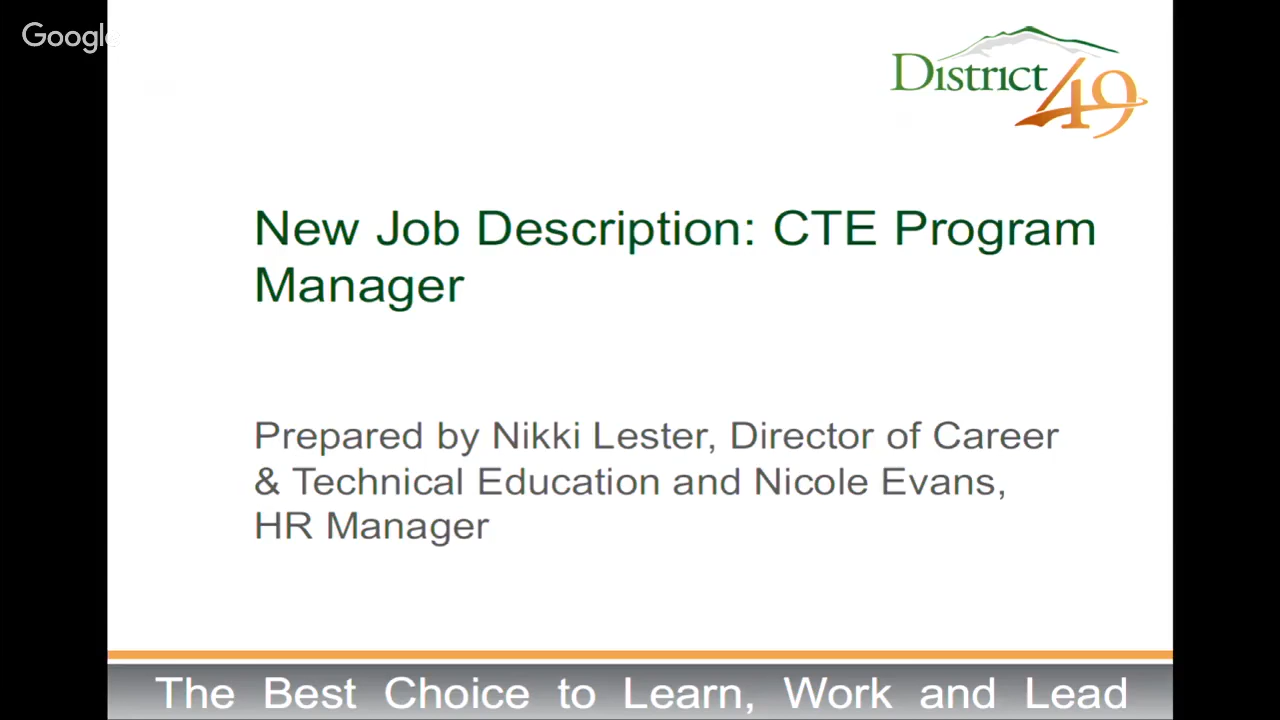 Google
District 49
New Job Description: CTE Program
Manager
Prepared by Nikki Lester, Director of Career
& Technical Education and Nicole Evans,
HR Manager
The Best Choice to Learn, Work and Lead